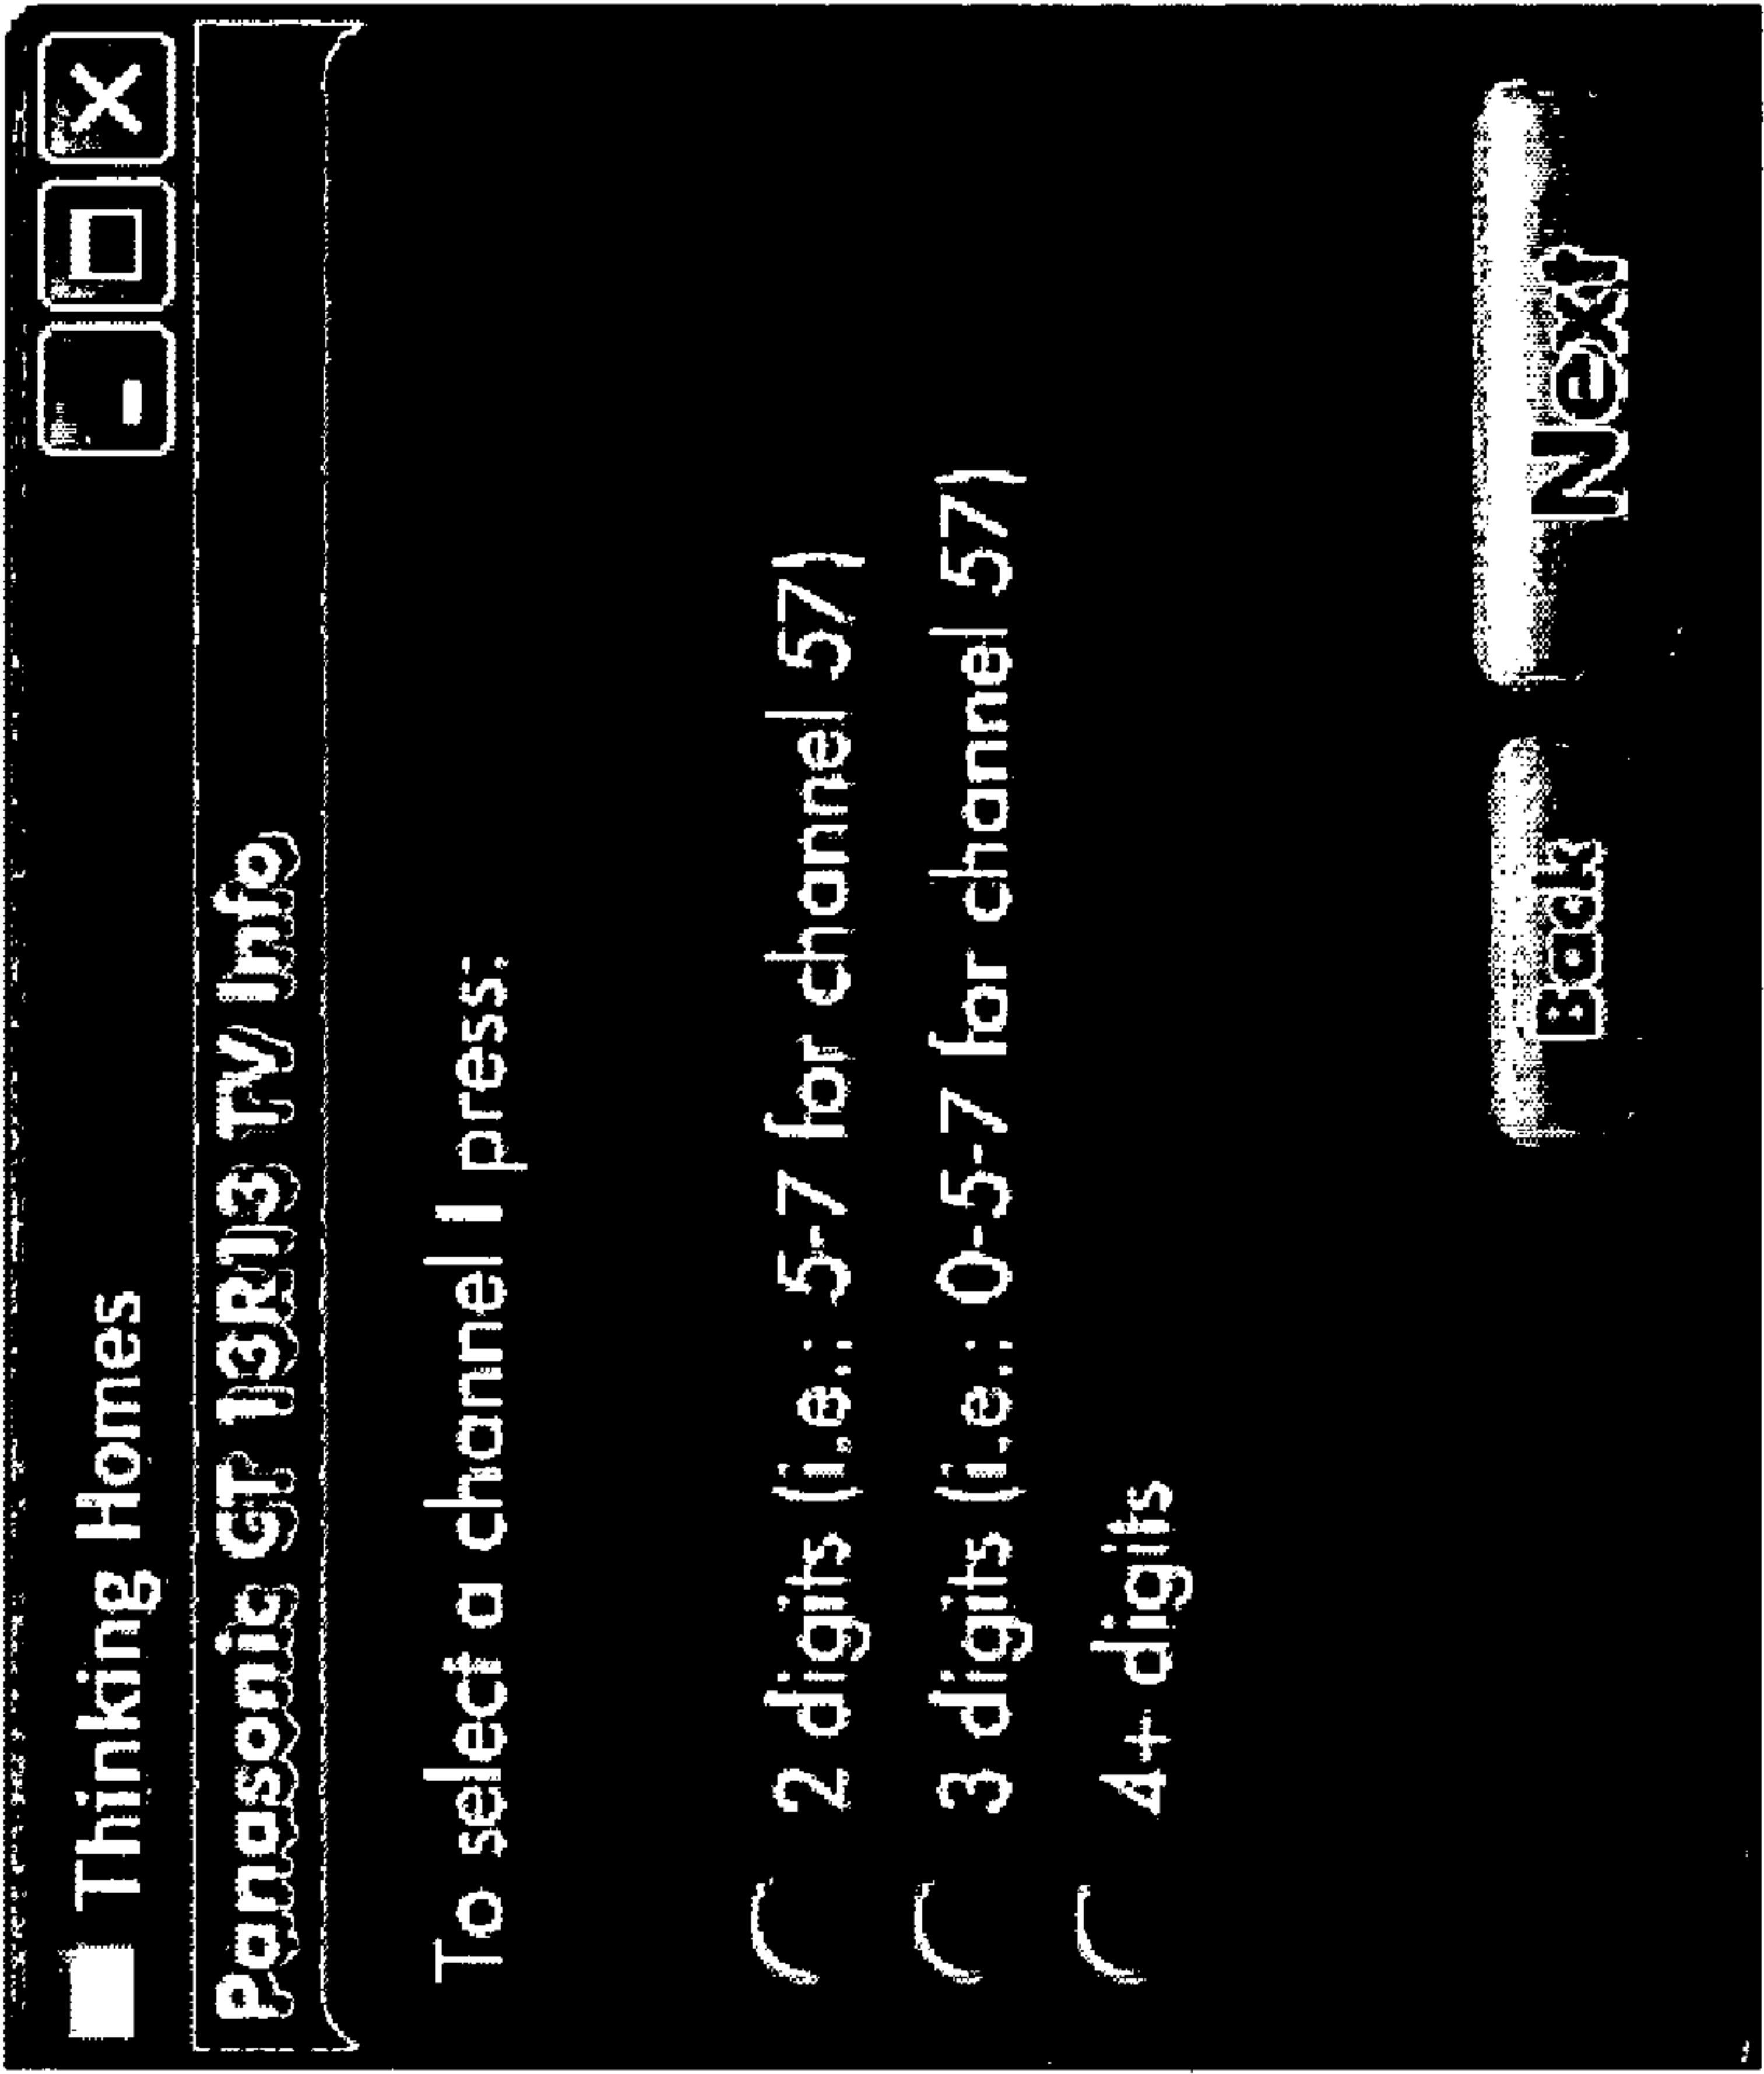 Thinking Homes
Panasonic GT 13R13 TV Info
To select a channel I press:
2 digits (i.e.: 5-7 for channel 57)
3 digits (i.e.: 0-5-7 for channel 57)
4+ digits
Back
Next